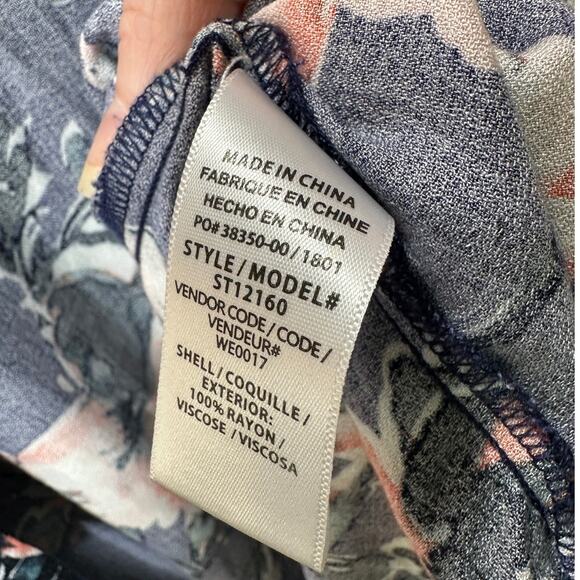 MADE IN CHINA
FABRIQUE EN CHINE
HECHO EN CHINA
PO# 38350-00 / 1801
STYLE / MODEL#
ST12160
VENDOR CODE / CODE /
VENDEUR#
WE0017
SHELL / COQUILLE /
EXTERIOR:
100% RAYON /
VISCOSE / VISCOSA